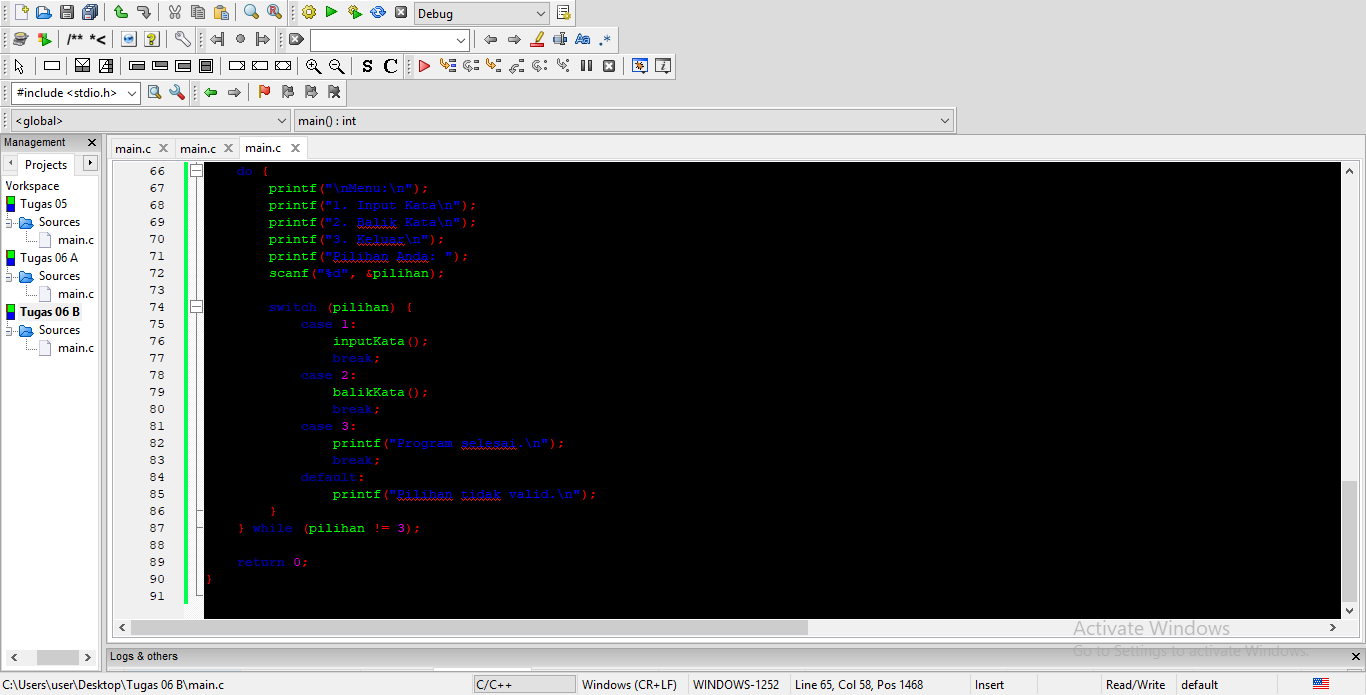 Debug
/** *<
Aa .*
S C
#include <stdio.h>
<global>
main() : int
Management
main.c main.c main.c
Projects
Workspace
Tugas 05
Sources
main.c
Tugas 06 A
Sources
main.c
Tugas 06 B
Sources
main.c
66 do {
67 printf("\nMenu:\n");
68 printf("1. Input Kata\n");
69 printf("2. Balik Kata\n");
70 printf("3. Keluar\n");
71 printf("Pilihan Anda: ");
72 scanf("%d", &pilihan);
73
74 switch (pilihan) {
75 case 1:
76 inputKata();
77 break;
78 case 2:
79 balikKata();
80 break;
81 case 3:
82 printf("Program selesai.\n");
83 break;
84 default:
85 printf("Pilihan tidak valid.\n");
86 }
87 } while (pilihan != 3);
88
89 return 0;
90 }
91
Activate Windows
Go to Settings to activate Windows.
Logs & others
C:\Users\user\Desktop\Tugas 06 B\main.c
C/C++
Windows (CR+LF)
WINDOWS-1252
Line 65, Col 58, Pos 1468
Insert
Read/Write
default